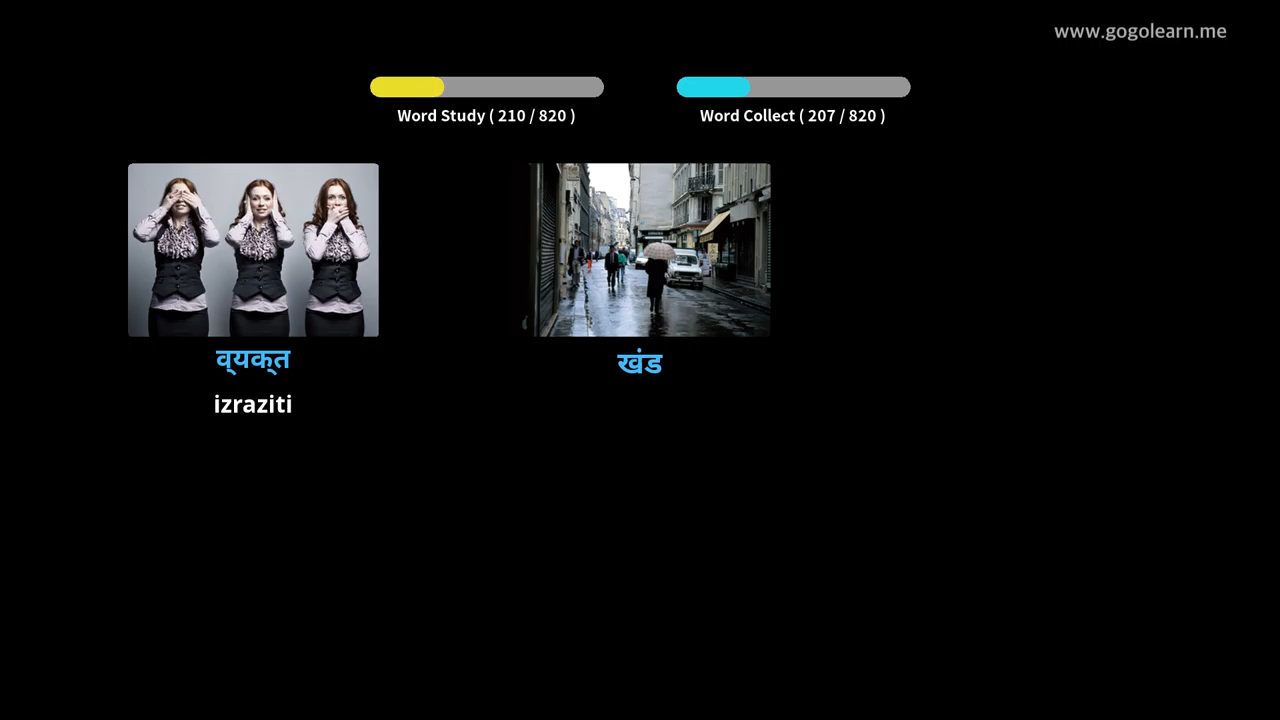 www.gogolearn.me
Word Study ( 210 / 820 )
Word Collect ( 207 / 820 )
व्यक्त
izraziti
खंड